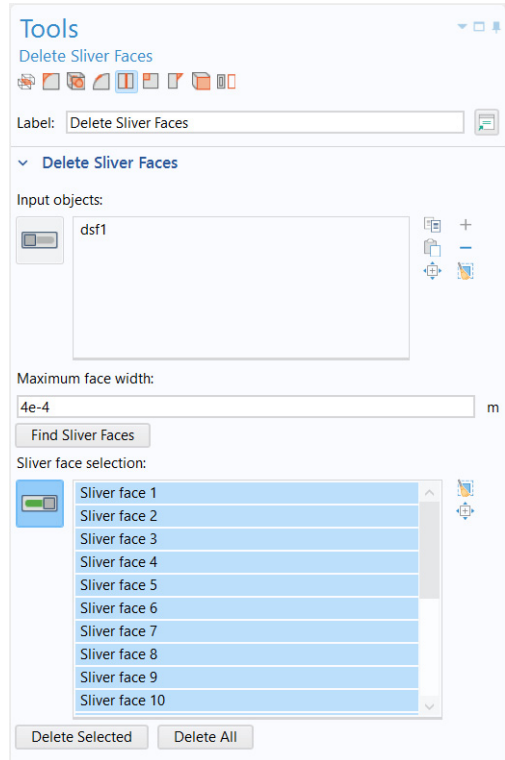 Tools
Delete Sliver Faces
Label: Delete Sliver Faces
Delete Sliver Faces
Input objects:
dsf1
Maximum face width:
4e-4 m
Find Sliver Faces
Sliver face selection:
Sliver face 1
Sliver face 2
Sliver face 3
Sliver face 4
Sliver face 5
Sliver face 6
Sliver face 7
Sliver face 8
Sliver face 9
Sliver face 10
Delete Selected Delete All